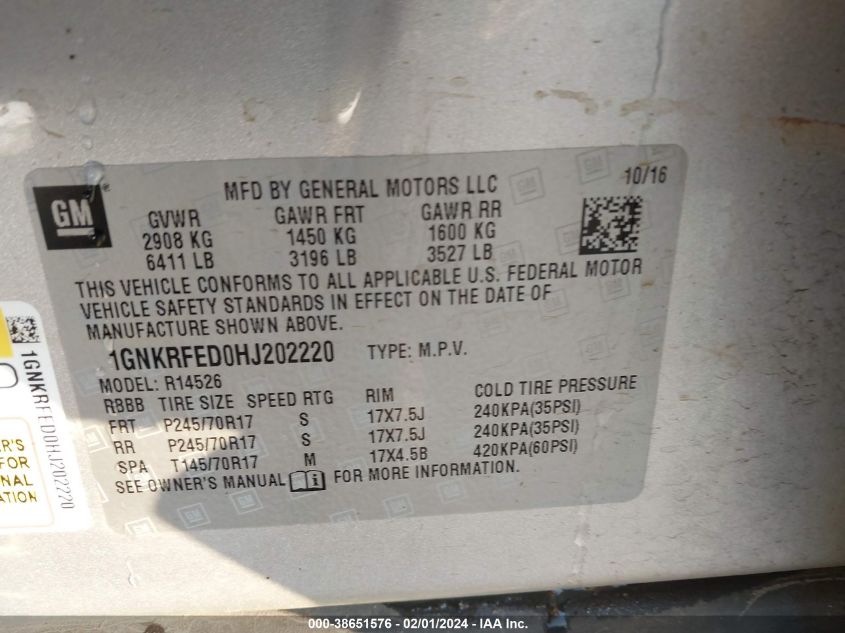 GM
MFD BY GENERAL MOTORS LLC
10/16
GVWR GAWR FRT GAWR RR
2908 KG 1450 KG 1600 KG
6411 LB 3196 LB 3527 LB
THIS VEHICLE CONFORMS TO ALL APPLICABLE U.S. FEDERAL MOTOR
VEHICLE SAFETY STANDARDS IN EFFECT ON THE DATE OF
MANUFACTURE SHOWN ABOVE.
1GNKRFED0HJ202220 TYPE: M.P.V.
MODEL: R14526
RBBB TIRE SIZE SPEED RTG RIM COLD TIRE PRESSURE
FRT P245/70R17 S 17X7.5J 240KPA(35PSI)
RR P245/70R17 S 17X7.5J 240KPA(35PSI)
SPA T145/70R17 M 17X4.5B 420KPA(60PSI)
SEE OWNER'S MANUAL FOR MORE INFORMATION.
1GNKRFED0HJ202220
ER'S
FOR
NAL
ATION
000-38651576 - 02/01/2024 - IAA Inc.